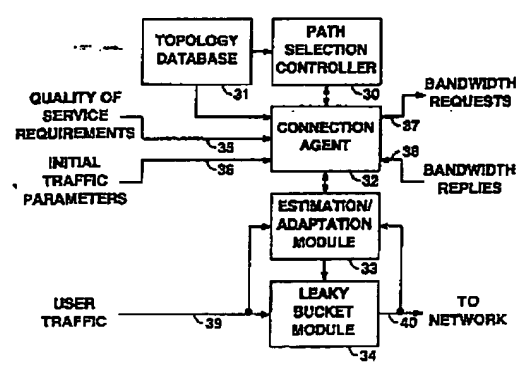 TOPOLOGY
DATABASE
31
PATH
SELECTION
CONTROLLER
30
QUALITY OF
SERVICE
REQUIREMENTS
35
INITIAL
TRAFFIC
PARAMETERS
36
CONNECTION
AGENT
32
BANDWIDTH
REQUESTS
37
38
BANDWIDTH
REPLIES
ESTIMATION/
ADAPTATION
MODULE
33
USER
TRAFFIC
39
LEAKY
BUCKET
MODULE
34
40
TO
NETWORK